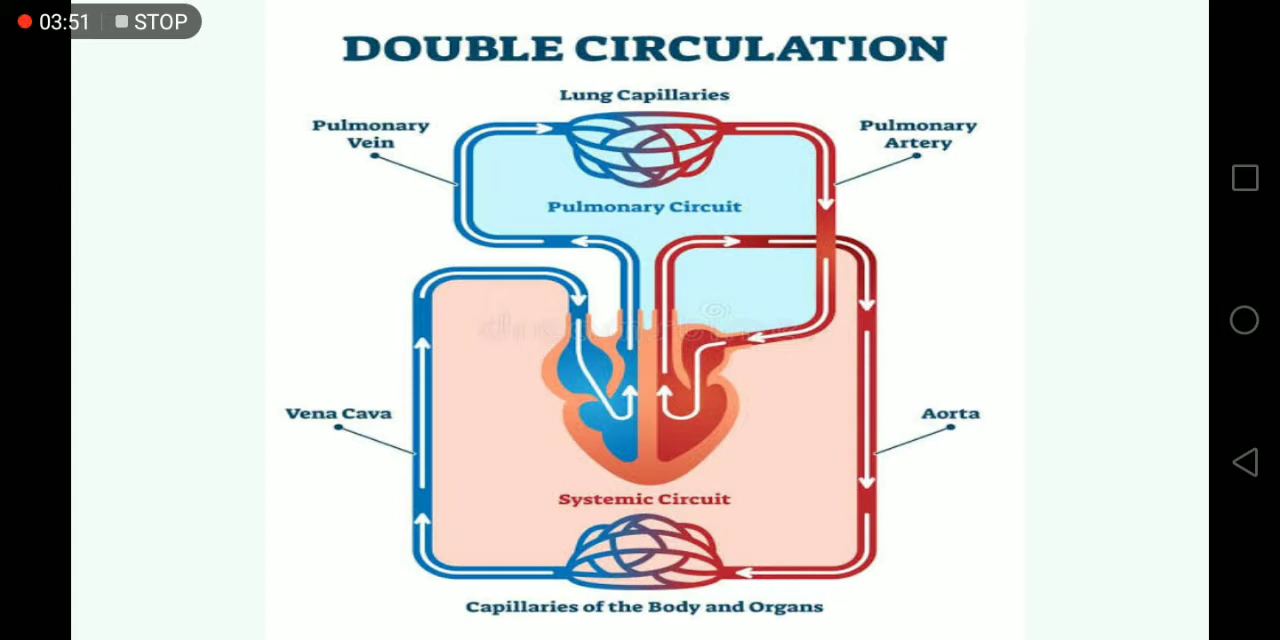 03:51 STOP
DOUBLE CIRCULATION
Lung Capillaries
Pulmonary
Vein
Pulmonary
Artery
Pulmonary Circuit
Vena Cava
Aorta
Systemic Circuit
Capillaries of the Body and Organs